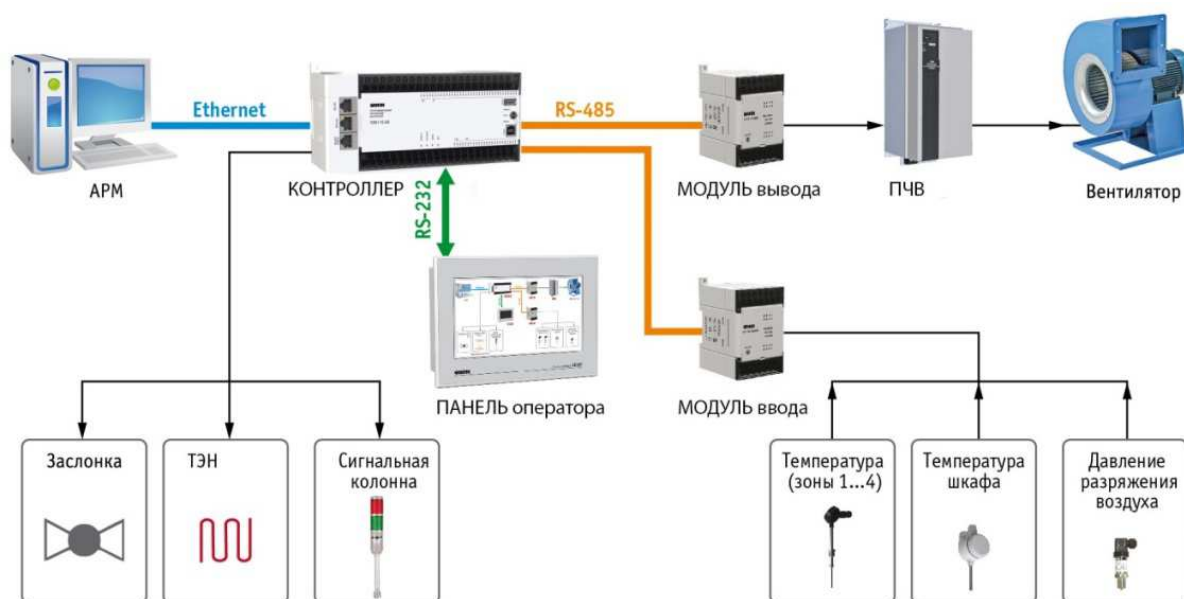 Ethernet
RS-485
АРМ
КОНТРОЛЛЕР
RS-232
МОДУЛЬ вывода
ПЧВ
Вентилятор
ПАНЕЛЬ оператора
МОДУЛЬ ввода
Заслонка
ТЭН
Сигнальная
колонна
Температура
(зоны 1...4)
Температура
шкафа
Давление
разряжения
воздуха